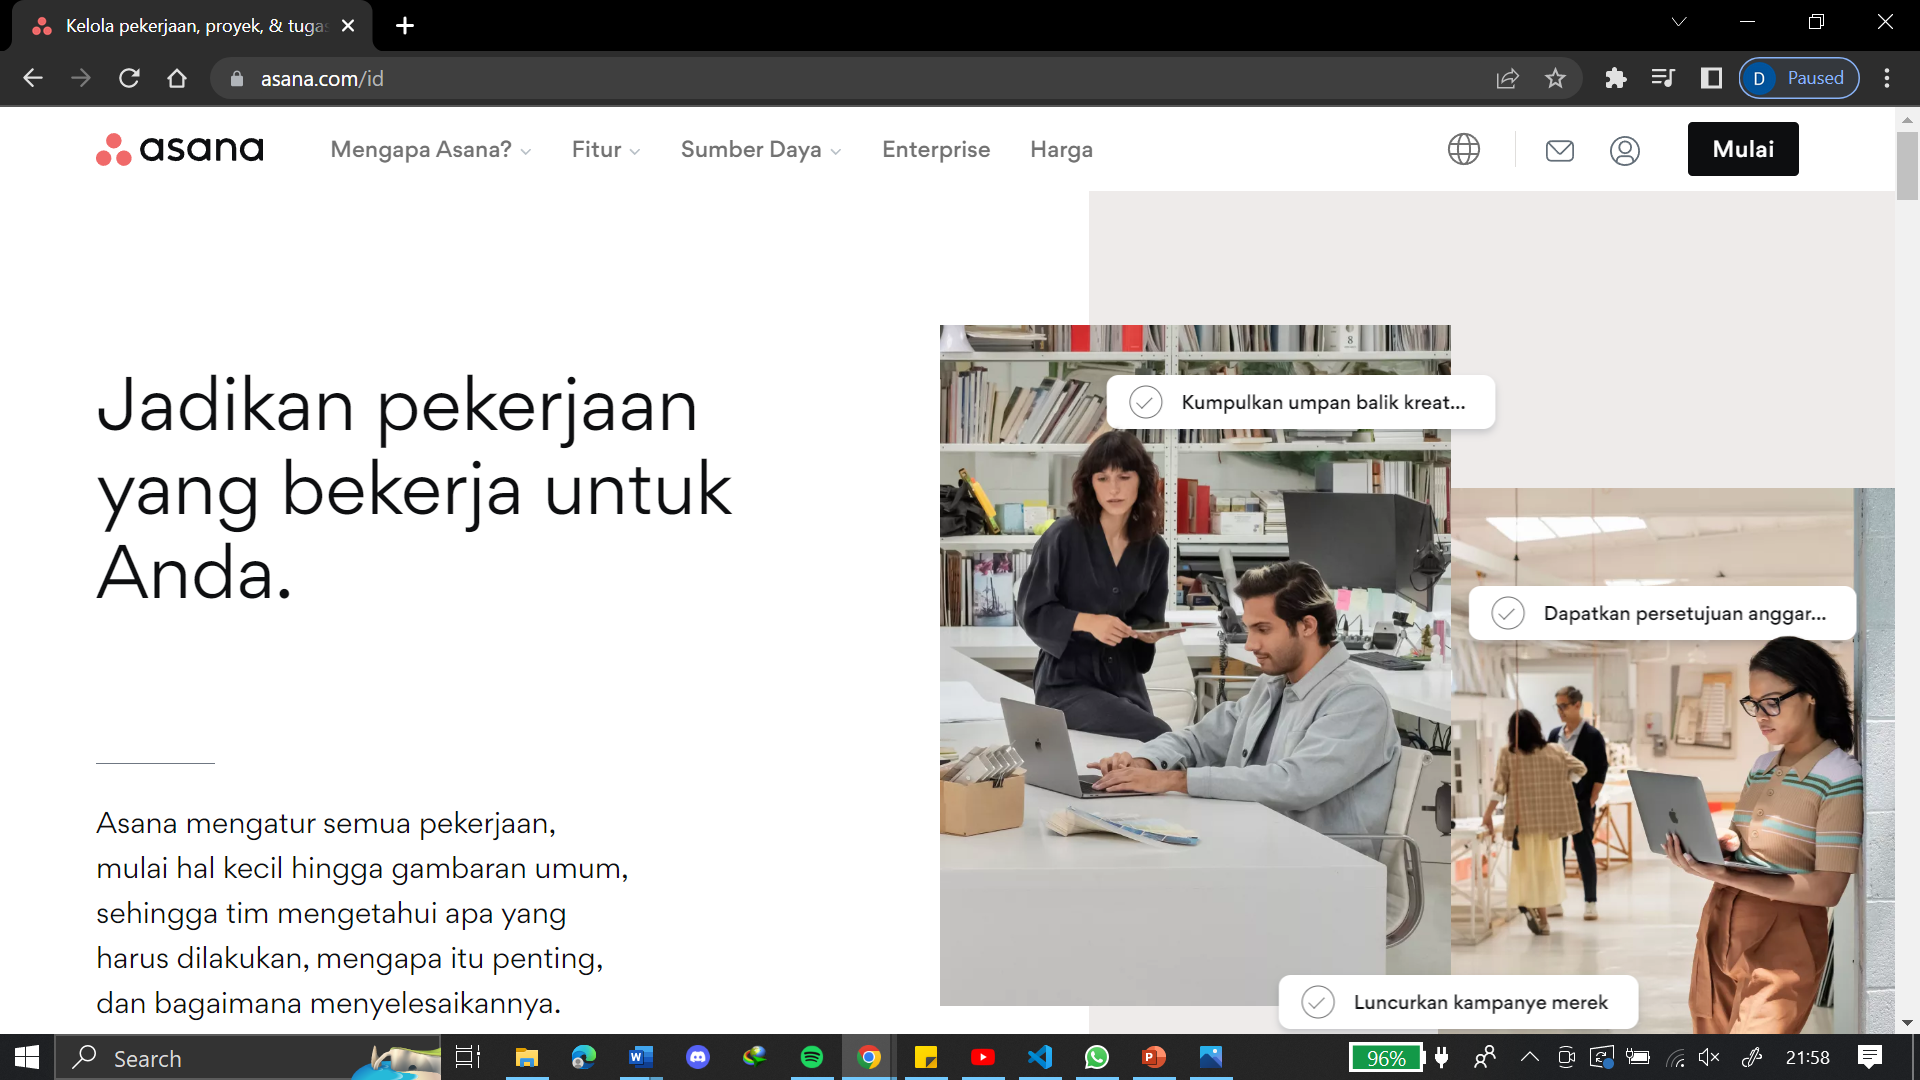 Kelola pekerjaan, proyek, & tugas
asana.com/id
D Paused
asana
Mengapa Asana?
Fitur
Sumber Daya
Enterprise
Harga
Mulai
Jadikan pekerjaan
yang bekerja untuk
Anda.
8
Kumpulkan umpan balik kreat...
Dapatkan persetujuan anggar...
Luncurkan kampanye merek
Asana mengatur semua pekerjaan,
mulai hal kecil hingga gambaran umum,
sehingga tim mengetahui apa yang
harus dilakukan, mengapa itu penting,
dan bagaimana menyelesaikannya.
Search
96%
21:58